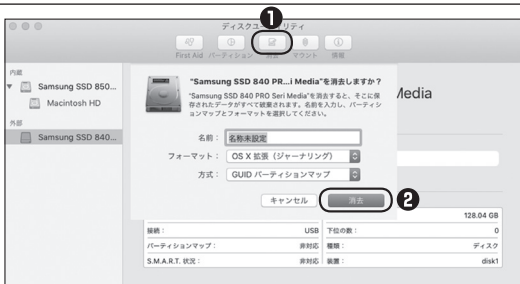 ❶
ディスクユーティリティ
First Aid パーティション 消去 マウント 情報
内蔵
Samsung SSD 850...
Macintosh HD
外部
Samsung SSD 840...
Media
"Samsung SSD 840 PR...i Media"を消去しますか？
"Samsung SSD 840 PRO Seri Media"を消去すると、そこに保
存されたデータがすべて破棄されます。名前を入力し、パーティシ
ョンマップとフォーマットを選択してください。
名前： 名称未設定
フォーマット： OS X 拡張（ジャーナリング）
方式： GUID パーティションマップ
キャンセル 消去 ❷
128.04 GB
接続： USB 下位の数： 0
パーティションマップ： 非対応 種類： ディスク
S.M.A.R.T. 状況： 非対応 装置： disk1